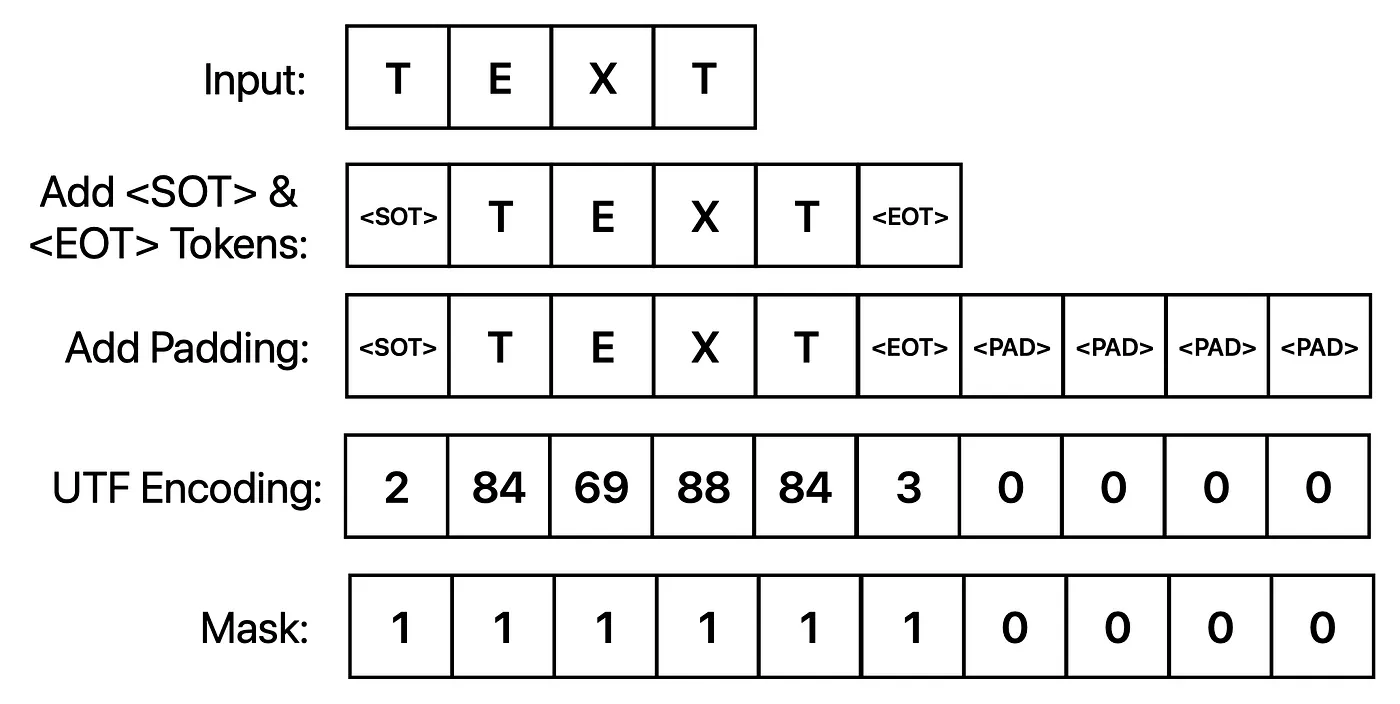 Input: T E X T
Add <SOT> &
<EOT> Tokens: <SOT> T E X T <EOT>
Add Padding: <SOT> T E X T <EOT> <PAD> <PAD> <PAD> <PAD>
UTF Encoding: 2 84 69 88 84 3 0 0 0 0
Mask: 1 1 1 1 1 1 0 0 0 0